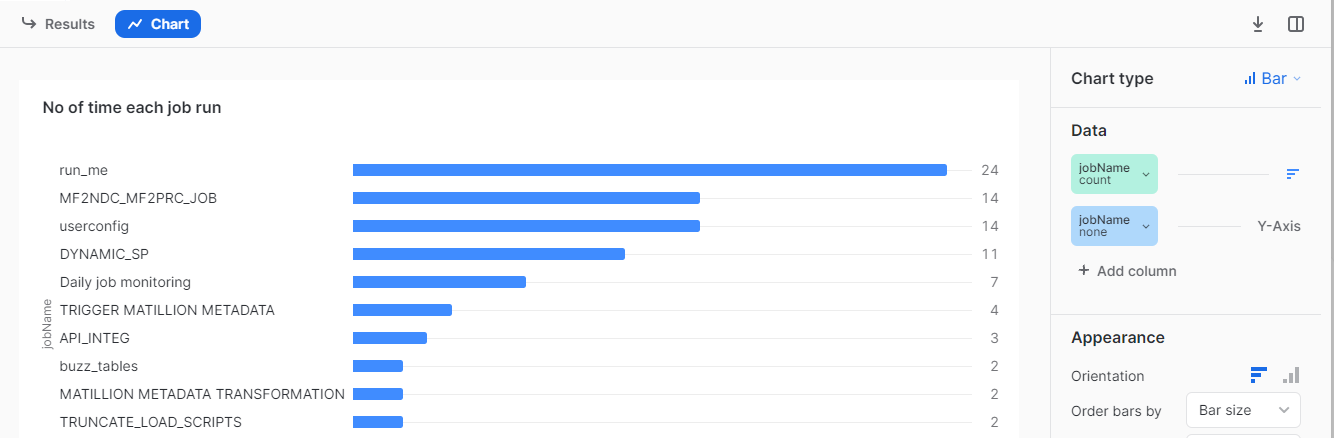 Results
Chart
No of time each job run
run_me 24
MF2NDC_MF2PRC_JOB 14
userconfig 14
DYNAMIC_SP 11
Daily job monitoring 7
TRIGGER MATILLION METADATA 4
API_INTEG 3
buzz_tables 2
MATILLION METADATA TRANSFORMATION 2
TRUNCATE_LOAD_SCRIPTS 2
jobName
Chart type
Bar
Data
jobName
count
jobName
none
Y-Axis
+ Add column
Appearance
Orientation
Order bars by
Bar size